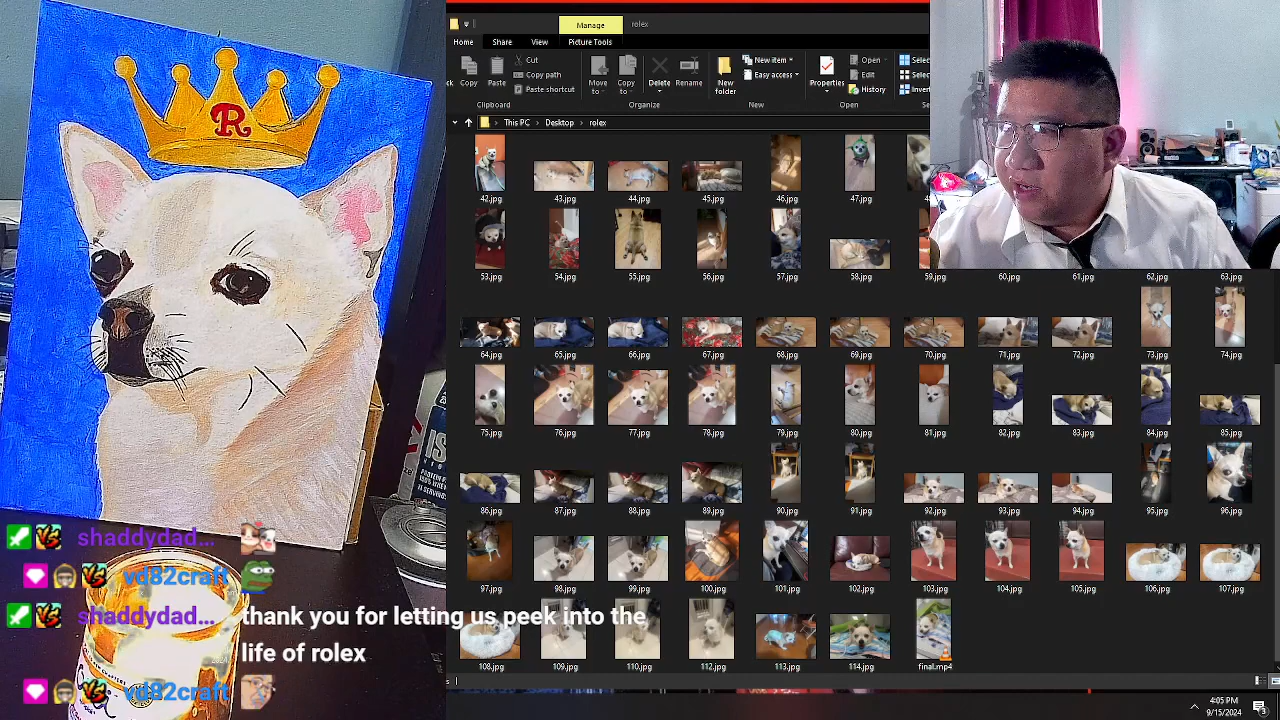 Manage
rolex
Home
Share
View
Picture Tools
Copy
Paste
Cut
Copy path
Paste shortcut
Move to
Copy to
Delete
Rename
New folder
New item
Easy access
Properties
Open
Edit
History
Clipboard
Organize
New
Open
This PC
Desktop
rolex
42.jpg
43.jpg
44.jpg
45.jpg
46.jpg
47.jpg
53.jpg
54.jpg
55.jpg
56.jpg
57.jpg
58.jpg
59.jpg
60.jpg
61.jpg
62.jpg
63.jpg
64.jpg
65.jpg
66.jpg
67.jpg
68.jpg
69.jpg
70.jpg
71.jpg
72.jpg
73.jpg
74.jpg
75.jpg
76.jpg
77.jpg
78.jpg
79.jpg
80.jpg
81.jpg
82.jpg
83.jpg
84.jpg
85.jpg
86.jpg
87.jpg
88.jpg
89.jpg
90.jpg
91.jpg
92.jpg
93.jpg
94.jpg
95.jpg
96.jpg
97.jpg
98.jpg
99.jpg
100.jpg
101.jpg
102.jpg
103.jpg
104.jpg
105.jpg
106.jpg
107.jpg
108.jpg
109.jpg
110.jpg
112.jpg
113.jpg
114.jpg
final.mp4
R
shaddydad...
vd82craft
shaddydad... thank you for letting us peek into the
life of rolex
vd82craft
4:05 PM
9/15/2024